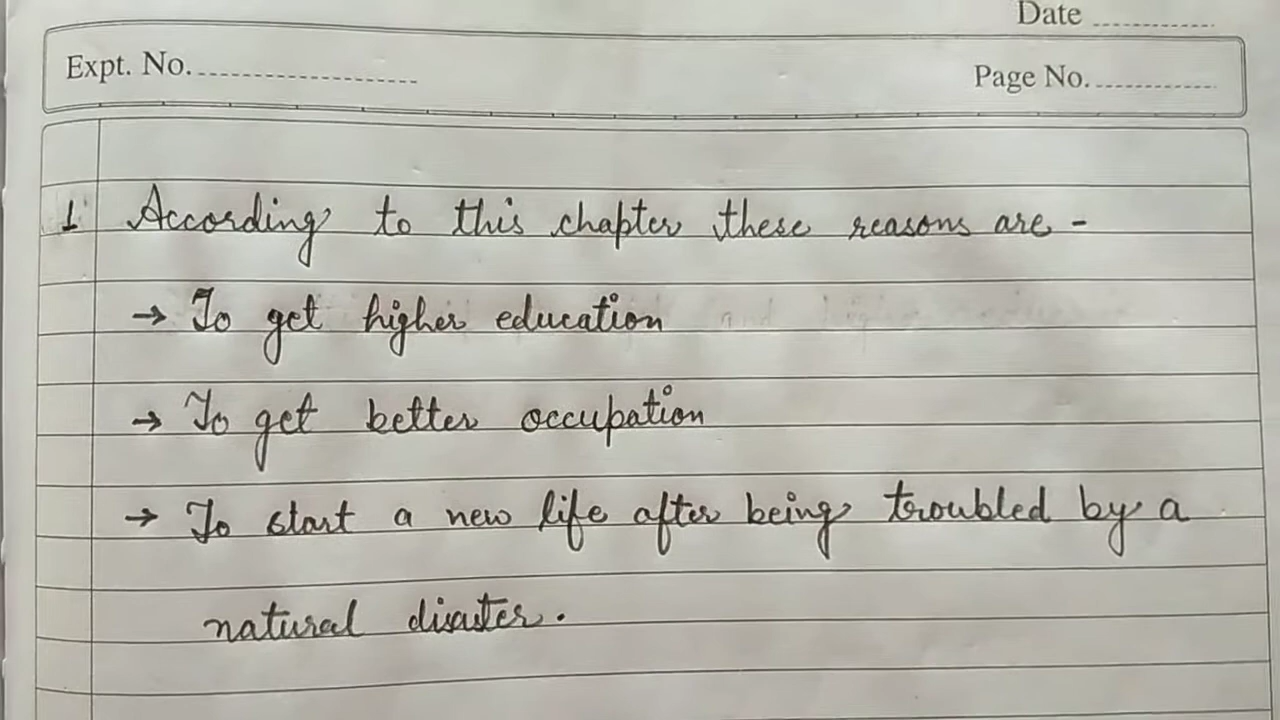 Date
Expt. No.
Page No.
1 According to this chapter these reasons are -
→ To get higher education
→ To get better occupation
→ To start a new life after being troubled by a
natural disaster.